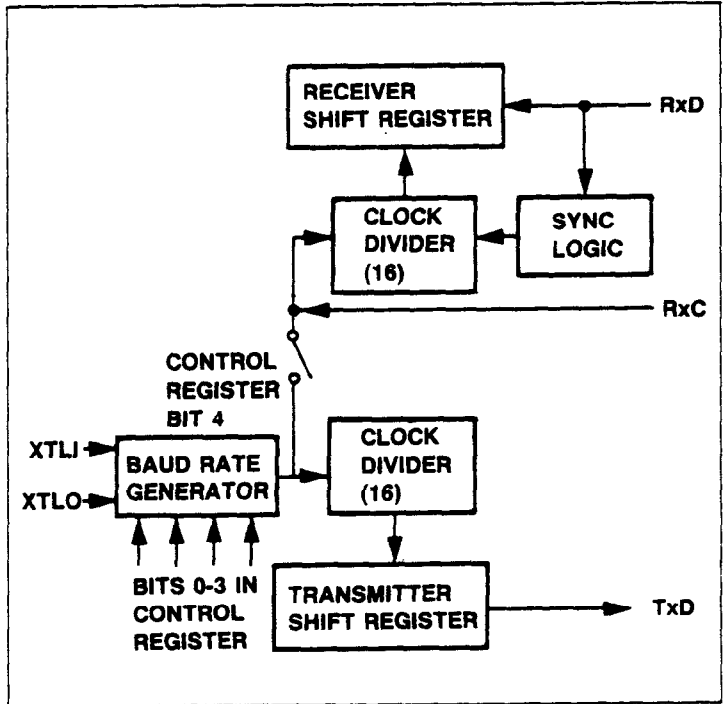 RECEIVER
SHIFT REGISTER
RxD
CLOCK
DIVIDER
(16)
SYNC
LOGIC
RxC
CONTROL
REGISTER
BIT 4
XTLI
XTLO
BAUD RATE
GENERATOR
CLOCK
DIVIDER
(16)
BITS 0-3 IN
CONTROL
REGISTER
TRANSMITTER
SHIFT REGISTER
TxD